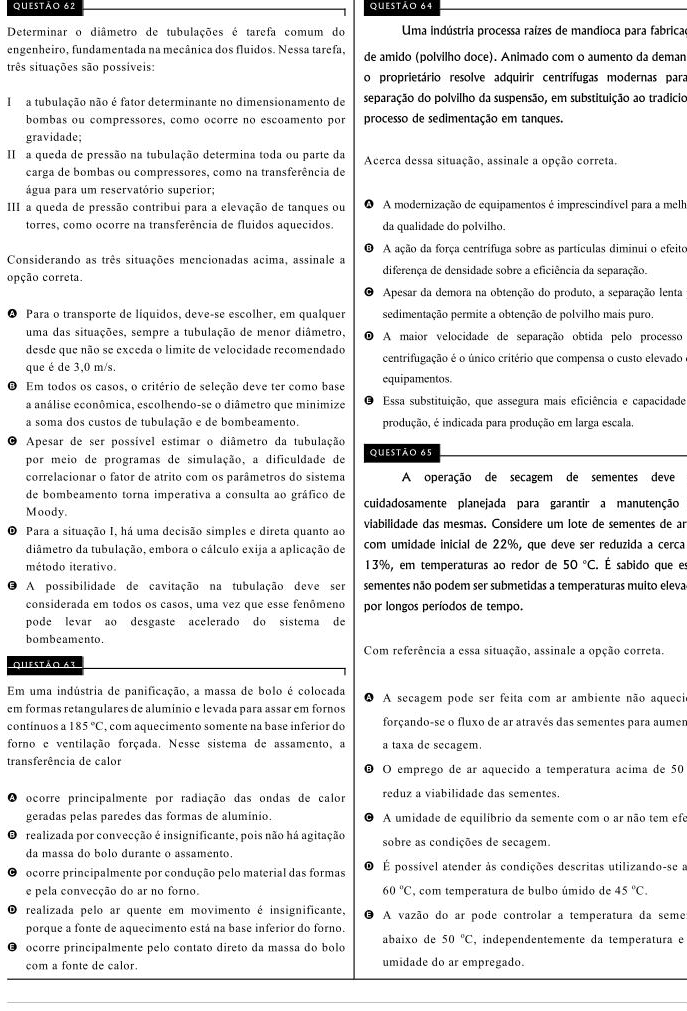 QUESTÃO 62
Determinar o diâmetro de tubulações é tarefa comum do
engenheiro, fundamentada na mecânica dos fluidos. Nessa tarefa,
três situações são possíveis:
I a tubulação não é fator determinante no dimensionamento de
bombas ou compressores, como ocorre no escoamento por
gravidade;
II a queda de pressão na tubulação determina toda ou parte da
carga de bombas ou compressores, como na transferência de
água para um reservatório superior;
III a queda de pressão contribui para a elevação de tanques ou
torres, como ocorre na transferência de fluidos aquecidos.
Considerando as três situações mencionadas acima, assinale a
opção correta.
A Para o transporte de líquidos, deve-se escolher, em qualquer
uma das situações, sempre a tubulação de menor diâmetro,
desde que não se exceda o limite de velocidade recomendado
que é de 3,0 m/s.
B Em todos os casos, o critério de seleção deve ter como base
a análise econômica, escolhendo-se o diâmetro que minimize
a soma dos custos de tubulação e de bombeamento.
C Apesar de ser possível estimar o diâmetro da tubulação
por meio de programas de simulação, a dificuldade de
correlacionar o fator de atrito com os parâmetros do sistema
de bombeamento torna imperativa a consulta ao gráfico de
Moody.
D Para a situação I, há uma decisão simples e direta quanto ao
diâmetro da tubulação, embora o cálculo exija a aplicação de
método iterativo.
E A possibilidade de cavitação na tubulação deve ser
considerada em todos os casos, uma vez que esse fenômeno
pode levar ao desgaste acelerado do sistema de
bombeamento.
QUESTÃO 63
Em uma indústria de panificação, a massa de bolo é colocada
em formas retangulares de alumínio e levada para assar em fornos
contínuos a 185 ºC, com aquecimento somente na base inferior do
forno e ventilação forçada. Nesse sistema de assamento, a
transferência de calor
A ocorre principalmente por radiação das ondas de calor
geradas pelas paredes das formas de alumínio.
B realizada por convecção é insignificante, pois não há agitação
da massa do bolo durante o assamento.
C ocorre principalmente por condução pelo material das formas
e pela convecção do ar no forno.
D realizada pelo ar quente em movimento é insignificante,
porque a fonte de aquecimento está na base inferior do forno.
E ocorre principalmente pelo contato direto da massa do bolo
com a fonte de calor.
QUESTÃO 64
Uma indústria processa raízes de mandioca para fabricaç
de amido (polvilho doce). Animado com o aumento da deman
o proprietário resolve adquirir centrífugas modernas para
separação do polvilho da suspensão, em substituição ao tradicio
processo de sedimentação em tanques.
Acerca dessa situação, assinale a opção correta.
A A modernização de equipamentos é imprescindível para a melh
da qualidade do polvilho.
B A ação da força centrífuga sobre as partículas diminui o efeito
diferença de densidade sobre a eficiência da separação.
C Apesar da demora na obtenção do produto, a separação lenta
sedimentação permite a obtenção de polvilho mais puro.
D A maior velocidade de separação obtida pelo processo
centrifugação é o único critério que compensa o custo elevado
equipamentos.
E Essa substituição, que assegura mais eficiência e capacidade
produção, é indicada para produção em larga escala.
QUESTÃO 65
A operação de secagem de sementes deve
cuidadosamente planejada para garantir a manutenção
viabilidade das mesmas. Considere um lote de sementes de ar
com umidade inicial de 22%, que deve ser reduzida a cerca
13%, em temperaturas ao redor de 50 ºC. É sabido que es
sementes não podem ser submetidas a temperaturas muito eleva
por longos períodos de tempo.
Com referência a essa situação, assinale a opção correta.
A A secagem pode ser feita com ar ambiente não aqueci
forçando-se o fluxo de ar através das sementes para aumen
a taxa de secagem.
B O emprego de ar aquecido a temperatura acima de 50
reduz a viabilidade das sementes.
C A umidade de equilíbrio da semente com o ar não tem efe
sobre as condições de secagem.
D É possível atender às condições descritas utilizando-se a
60 ºC, com temperatura de bulbo úmido de 45 ºC.
E A vazão do ar pode controlar a temperatura da seme
abaixo de 50 ºC, independentemente da temperatura e
umidade do ar empregado.